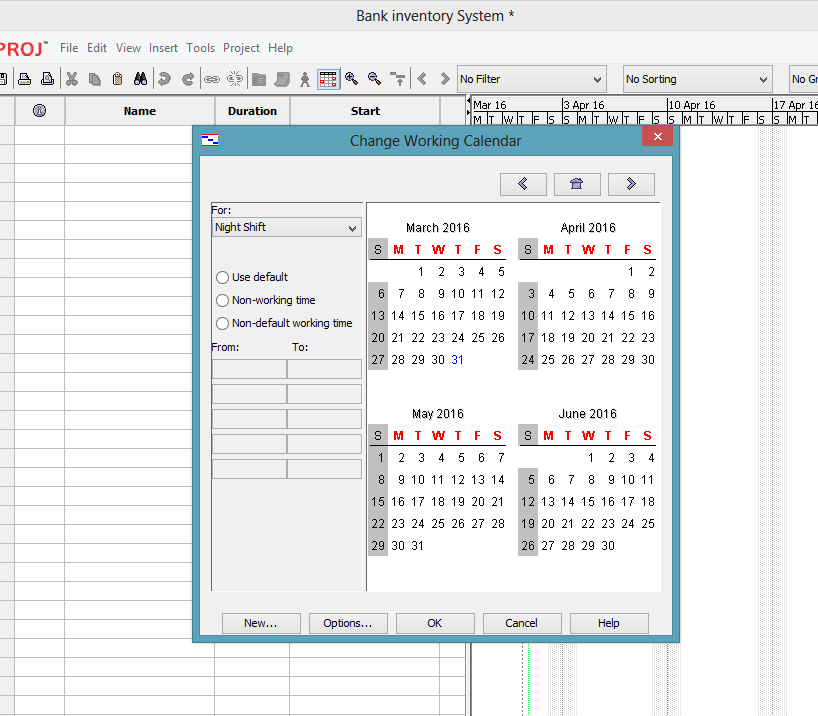 Bank inventory System *
PROJ™ File Edit View Insert Tools Project Help
No Filter No Sorting No Gr
Name Duration Start
Mar 16 3 Apr 16 10 Apr 16 17 Apr 16
M T W T F S S M T W T F S S M T W T F S S M T
Change Working Calendar
For:
Night Shift
Use default
Non-working time
Non-default working time
From: To:
March 2016
S M T W T F S
1 2 3 4 5
6 7 8 9 10 11 12
13 14 15 16 17 18 19
20 21 22 23 24 25 26
27 28 29 30 31
April 2016
S M T W T F S
1 2
3 4 5 6 7 8 9
10 11 12 13 14 15 16
17 18 19 20 21 22 23
24 25 26 27 28 29 30
May 2016
S M T W T F S
1 2 3 4 5 6 7
8 9 10 11 12 13 14
15 16 17 18 19 20 21
22 23 24 25 26 27 28
29 30 31
June 2016
S M T W T F S
1 2 3 4
5 6 7 8 9 10 11
12 13 14 15 16 17 18
19 20 21 22 23 24 25
26 27 28 29 30
New... Options... OK Cancel Help